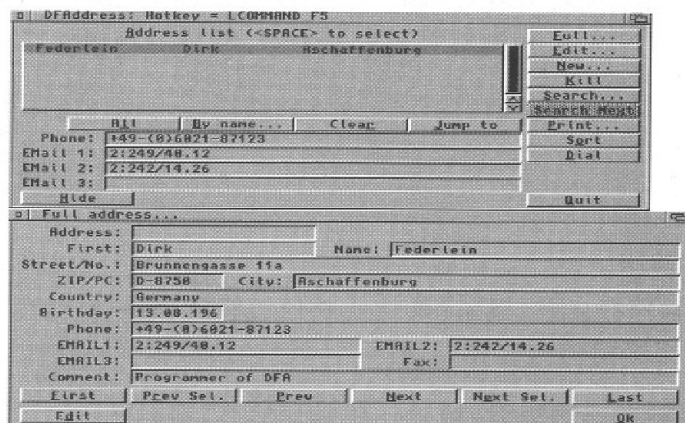 DFAddress: Hotkey = LCOMMAND F5
Address list (<SPACE> to select)
Federlein Dirk Aschaffenburg
Full...
Edit...
New...
Kill
Search...
Search Next
Print...
Sort
Dial
Quit
All By name... Clear Jump to
Phone: +49-(0)6021-87123
EMail 1: 2:249/40.12
EMail 2: 2:242/14.26
EMail 3:
Hide
Full address...
Address:
First: Dirk Name: Federlein
Street/No.: Brunnengasse 11a
ZIP/PC: D-8750 City: Aschaffenburg
Country: Germany
Birthday: 13.08.196
Phone: +49-(0)6021-87123
EMAIL1: 2:249/40.12 EMAIL2: 2:242/14.26
EMAIL3: Fax:
Comment: Programmer of DFA
First Prev Sel. Prev Next Next Sel. Last
Edit Ok